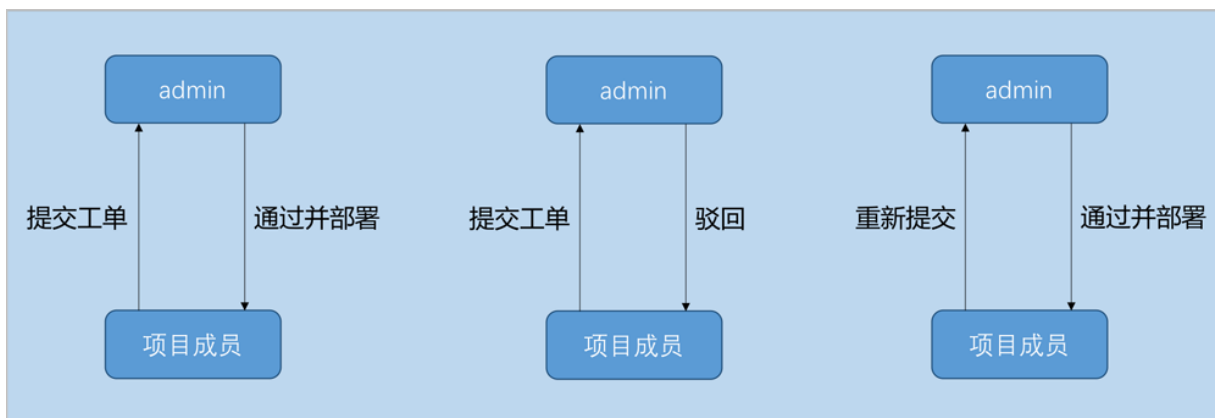 admin
admin
admin
提交工单
通过并部署
提交工单
驳回
重新提交
通过并部署
项目成员
项目成员
项目成员